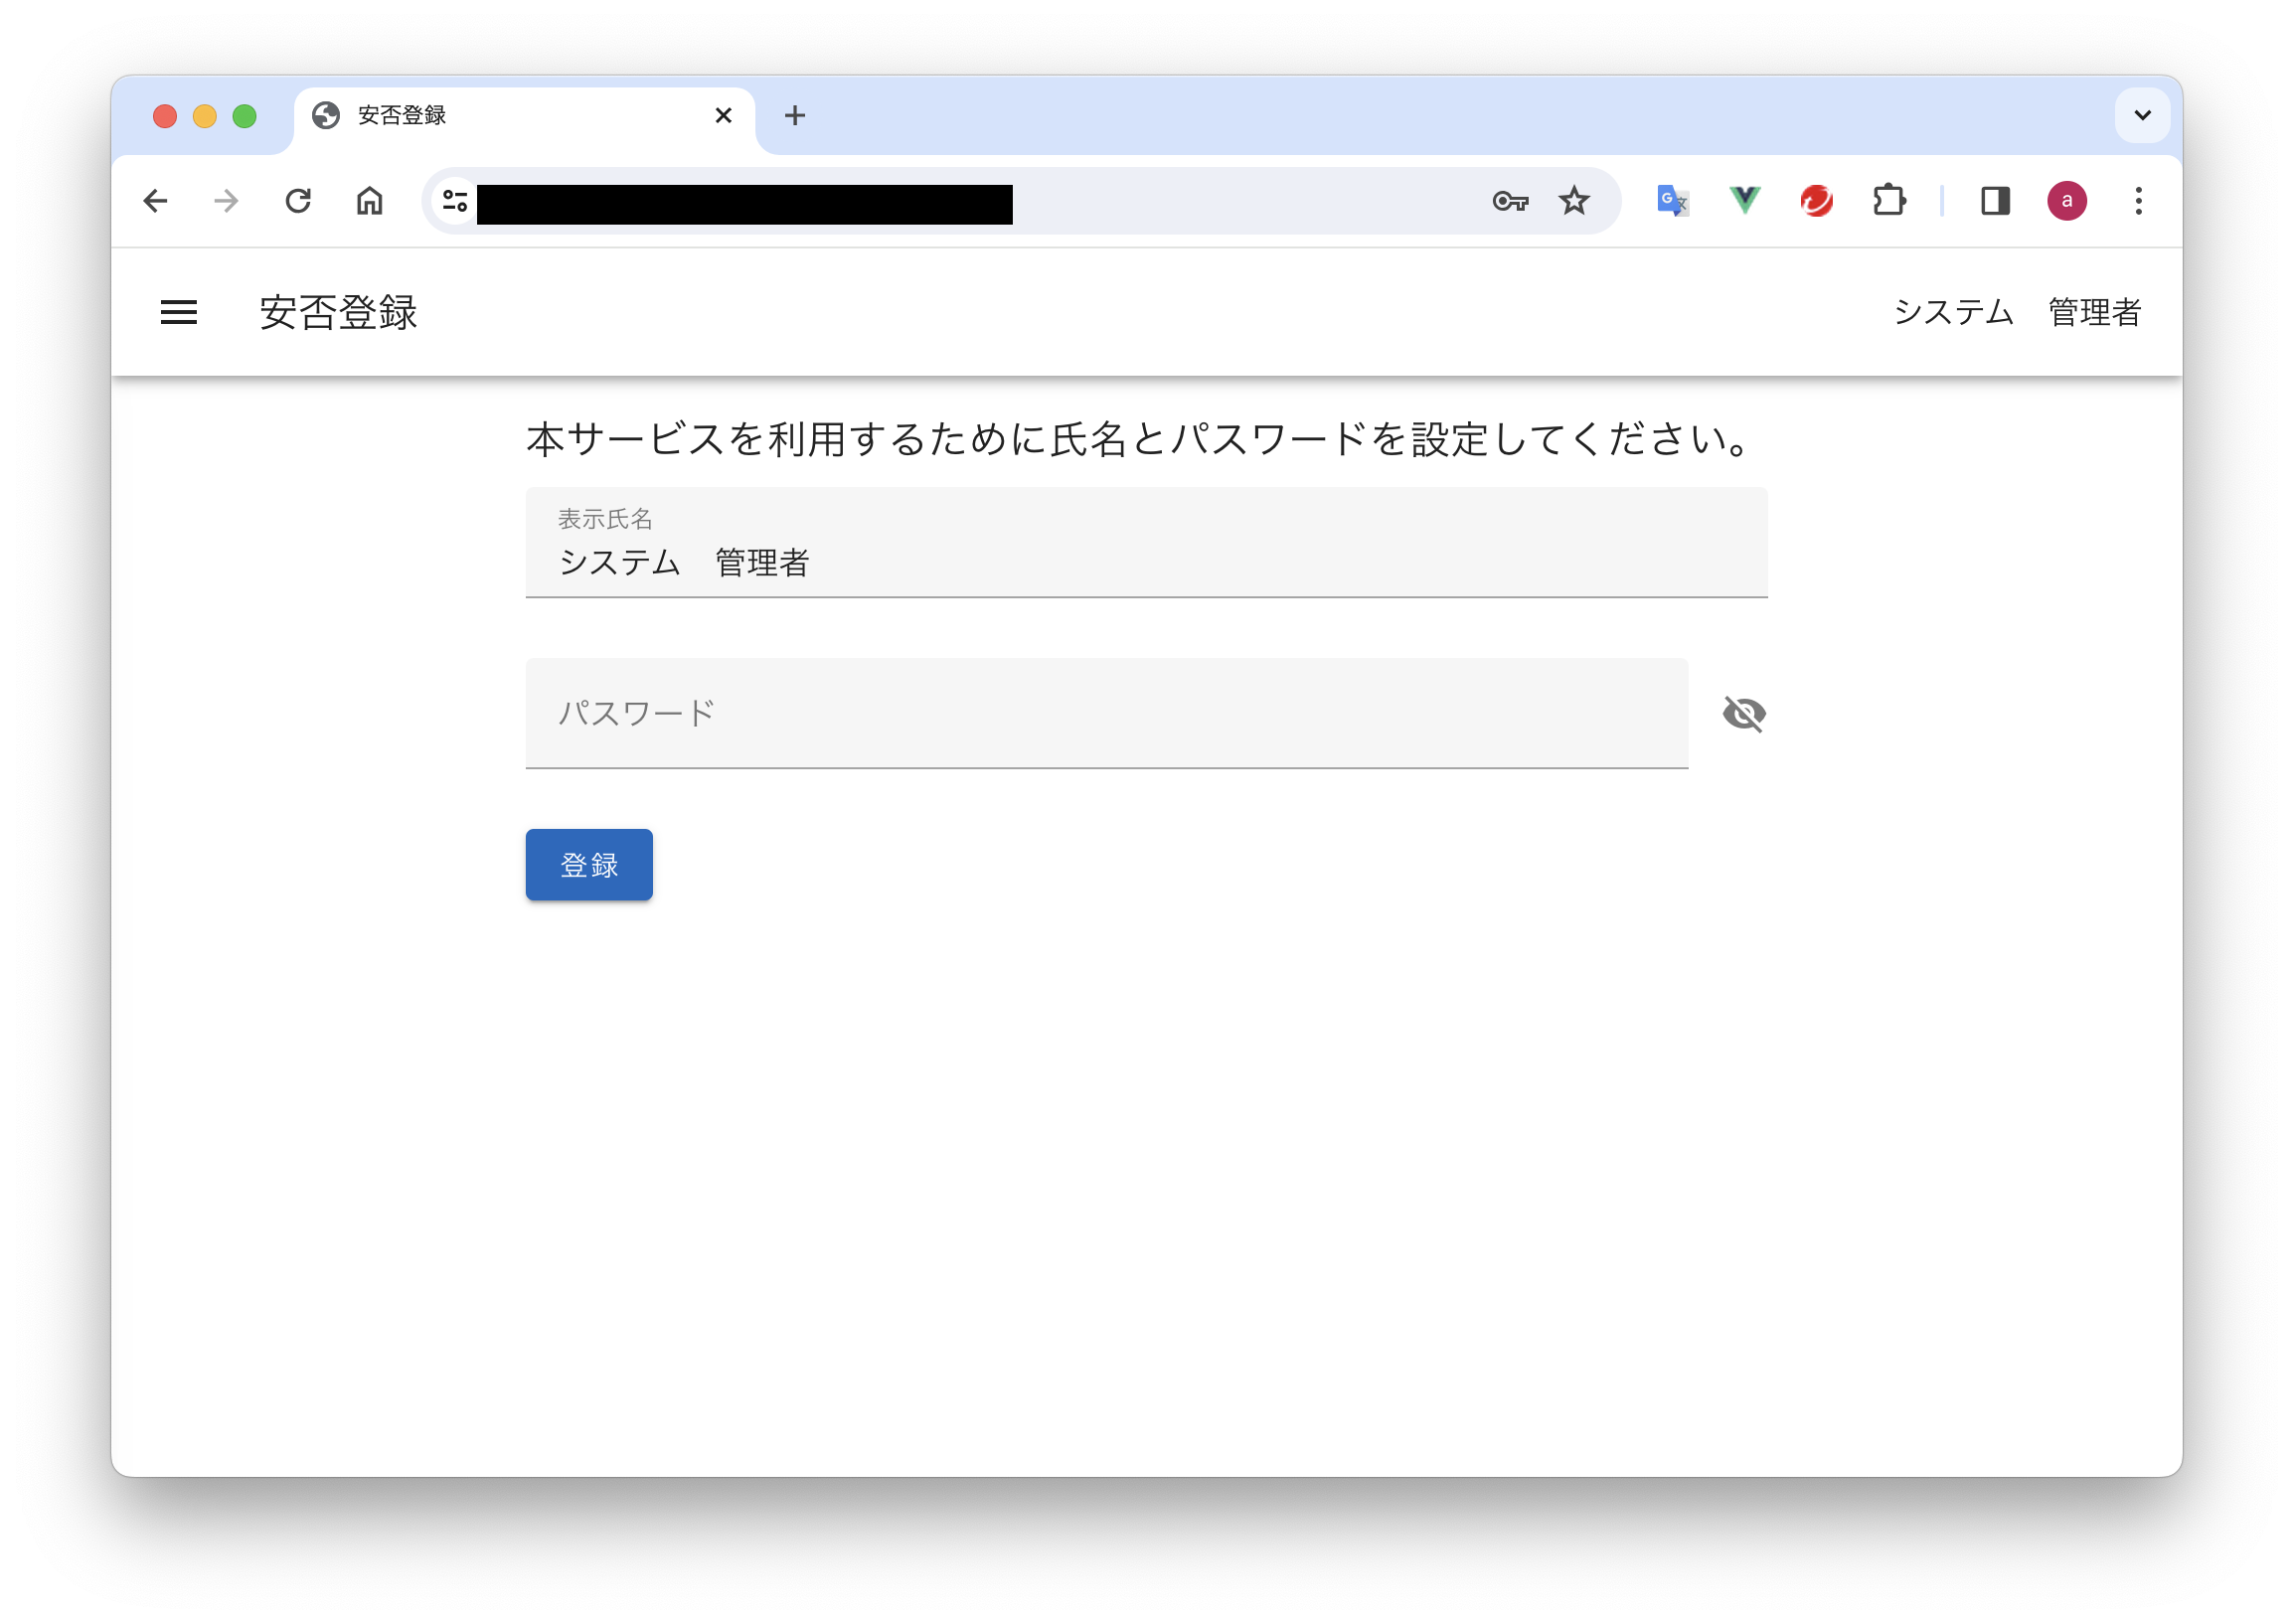 安否登録
a
安否登録
システム　管理者
本サービスを利用するために氏名とパスワードを設定してください。
表示氏名
システム　管理者
パスワード
登録